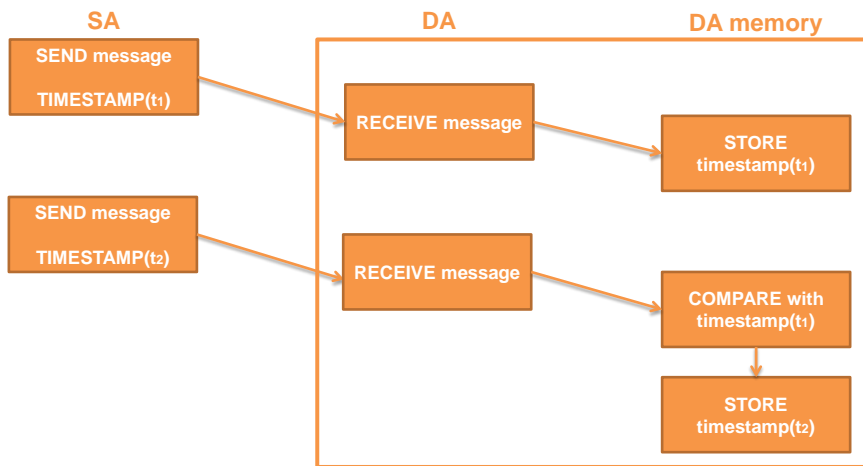 SA
DA
DA memory
SEND message
TIMESTAMP(t₁)
RECEIVE message
STORE
timestamp(t₁)
SEND message
TIMESTAMP(t₂)
RECEIVE message
COMPARE with
timestamp(t₁)
STORE
timestamp(t₂)